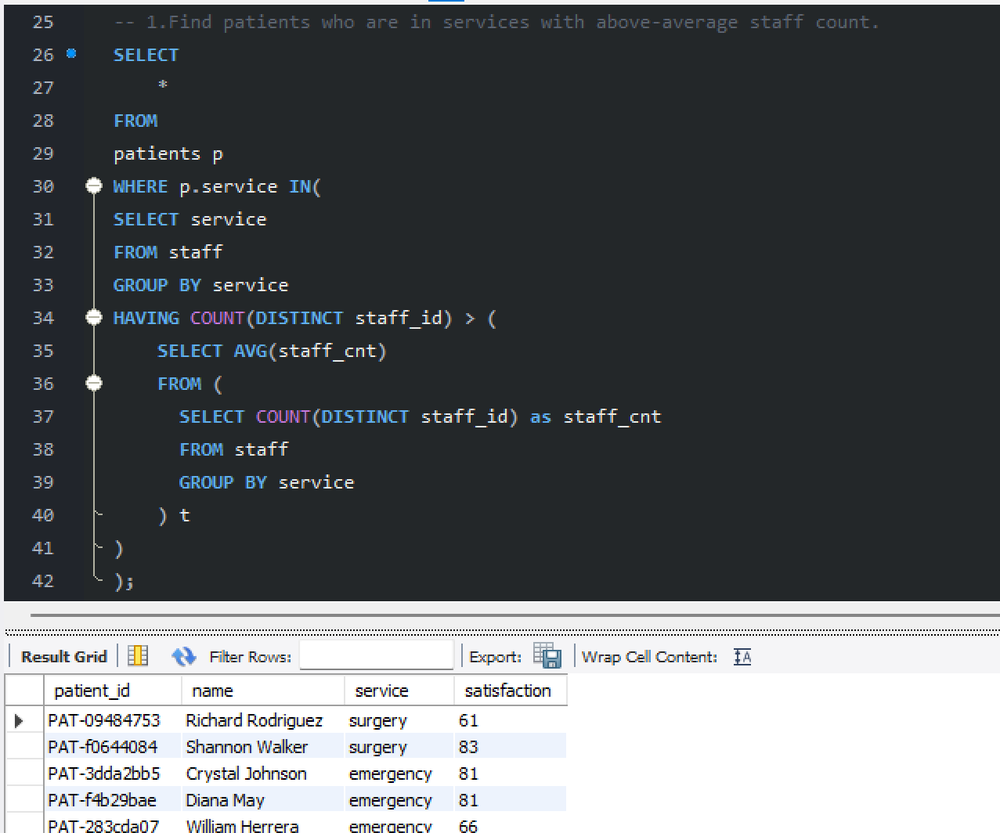 25 -- 1.Find patients who are in services with above-average staff count.
26 SELECT
27 *
28 FROM
29 patients p
30 WHERE p.service IN(
31 SELECT service
32 FROM staff
33 GROUP BY service
34 HAVING COUNT(DISTINCT staff_id) > (
35 SELECT AVG(staff_cnt)
36 FROM (
37 SELECT COUNT(DISTINCT staff_id) as staff_cnt
38 FROM staff
39 GROUP BY service
40 ) t
41 )
42 );
Result Grid Filter Rows: Export: Wrap Cell Content: IA
patient_id name service satisfaction
PAT-09484753 Richard Rodriguez surgery 61
PAT-f0644084 Shannon Walker surgery 83
PAT-3dda2bb5 Crystal Johnson emergency 81
PAT-f4b29bae Diana May emergency 81
PAT-283cda07 William Herrera emergency 66